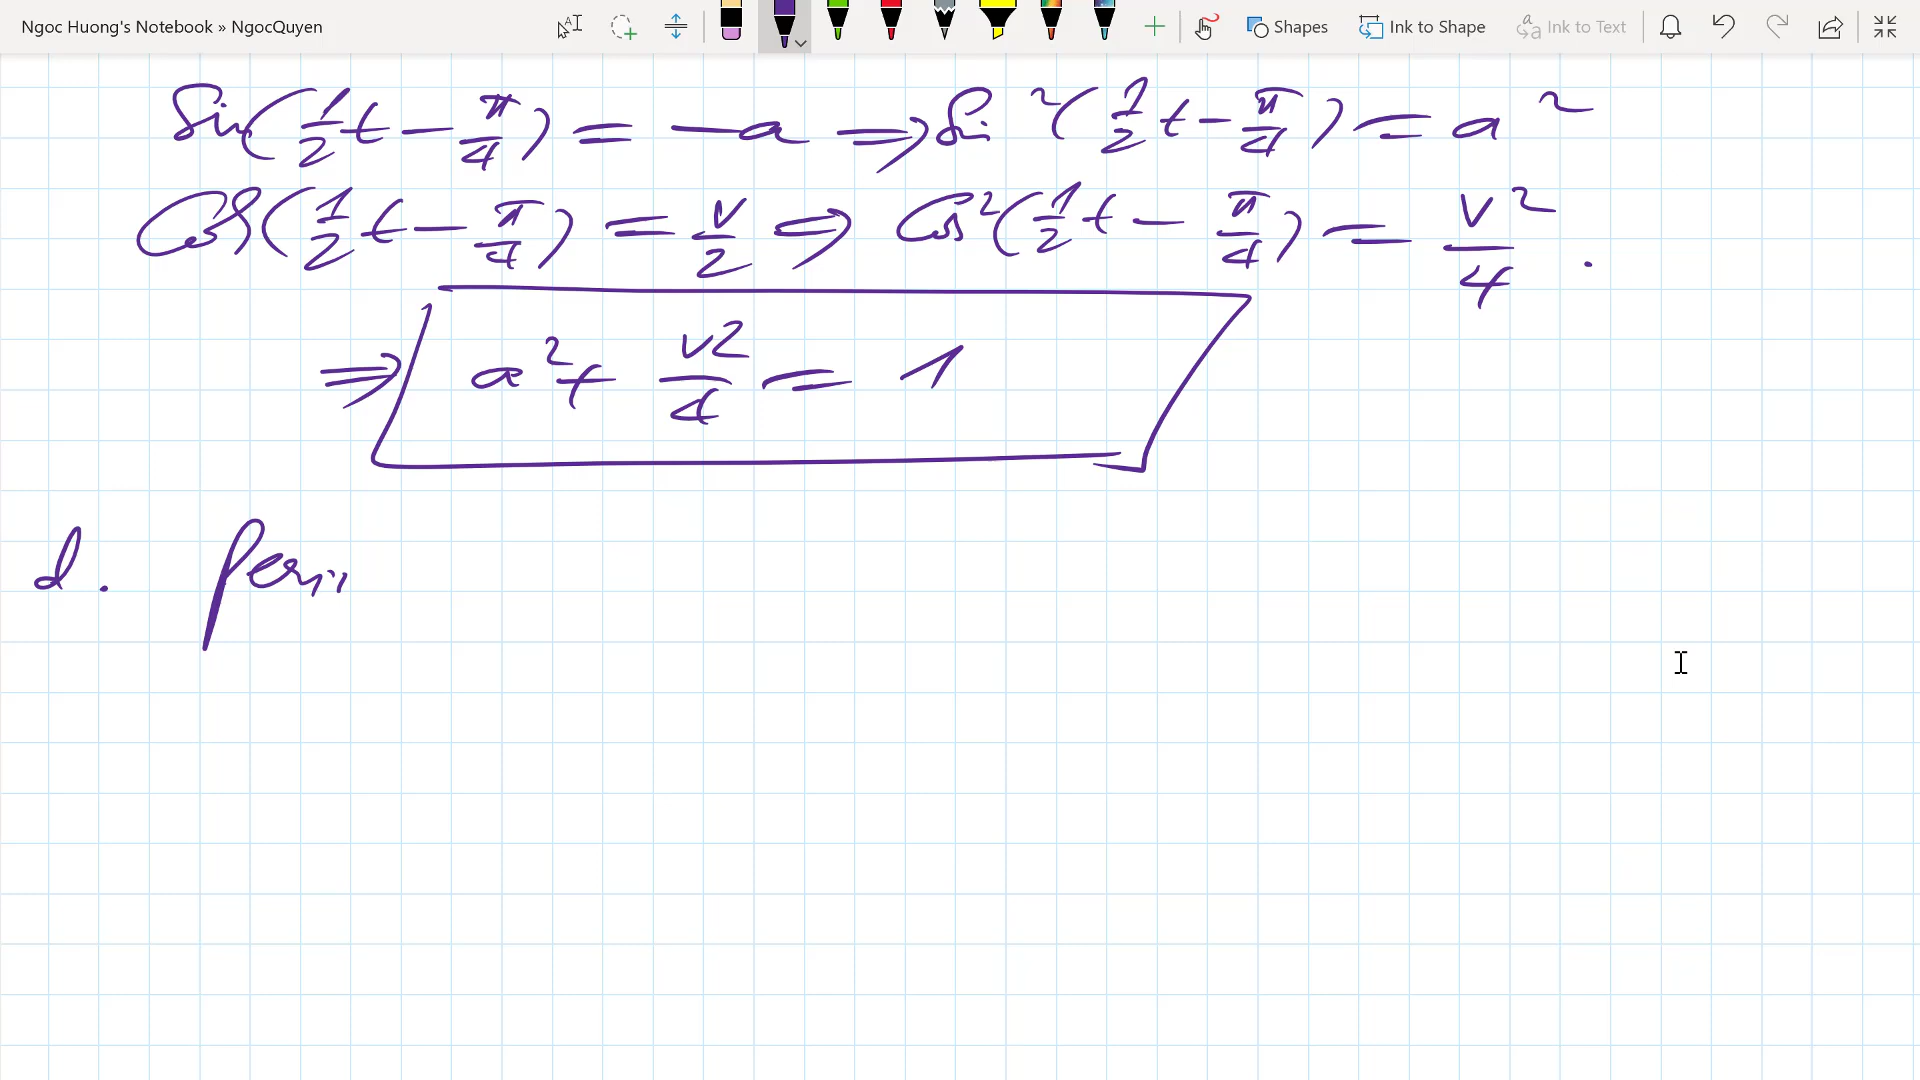 Ngoc Huong's Notebook » NgocQuyen
Shapes
Ink to Shape
Ink to Text
Sin(1/2 t - π/4) = -a ⇒ Sin²(1/2 t - π/4) = a²
Cos(1/2 t - π/4) = v/2 ⇒ Cos²(1/2 t - π/4) = v²/4 .
⇒ a² + v2/4 = 1
d. Peri